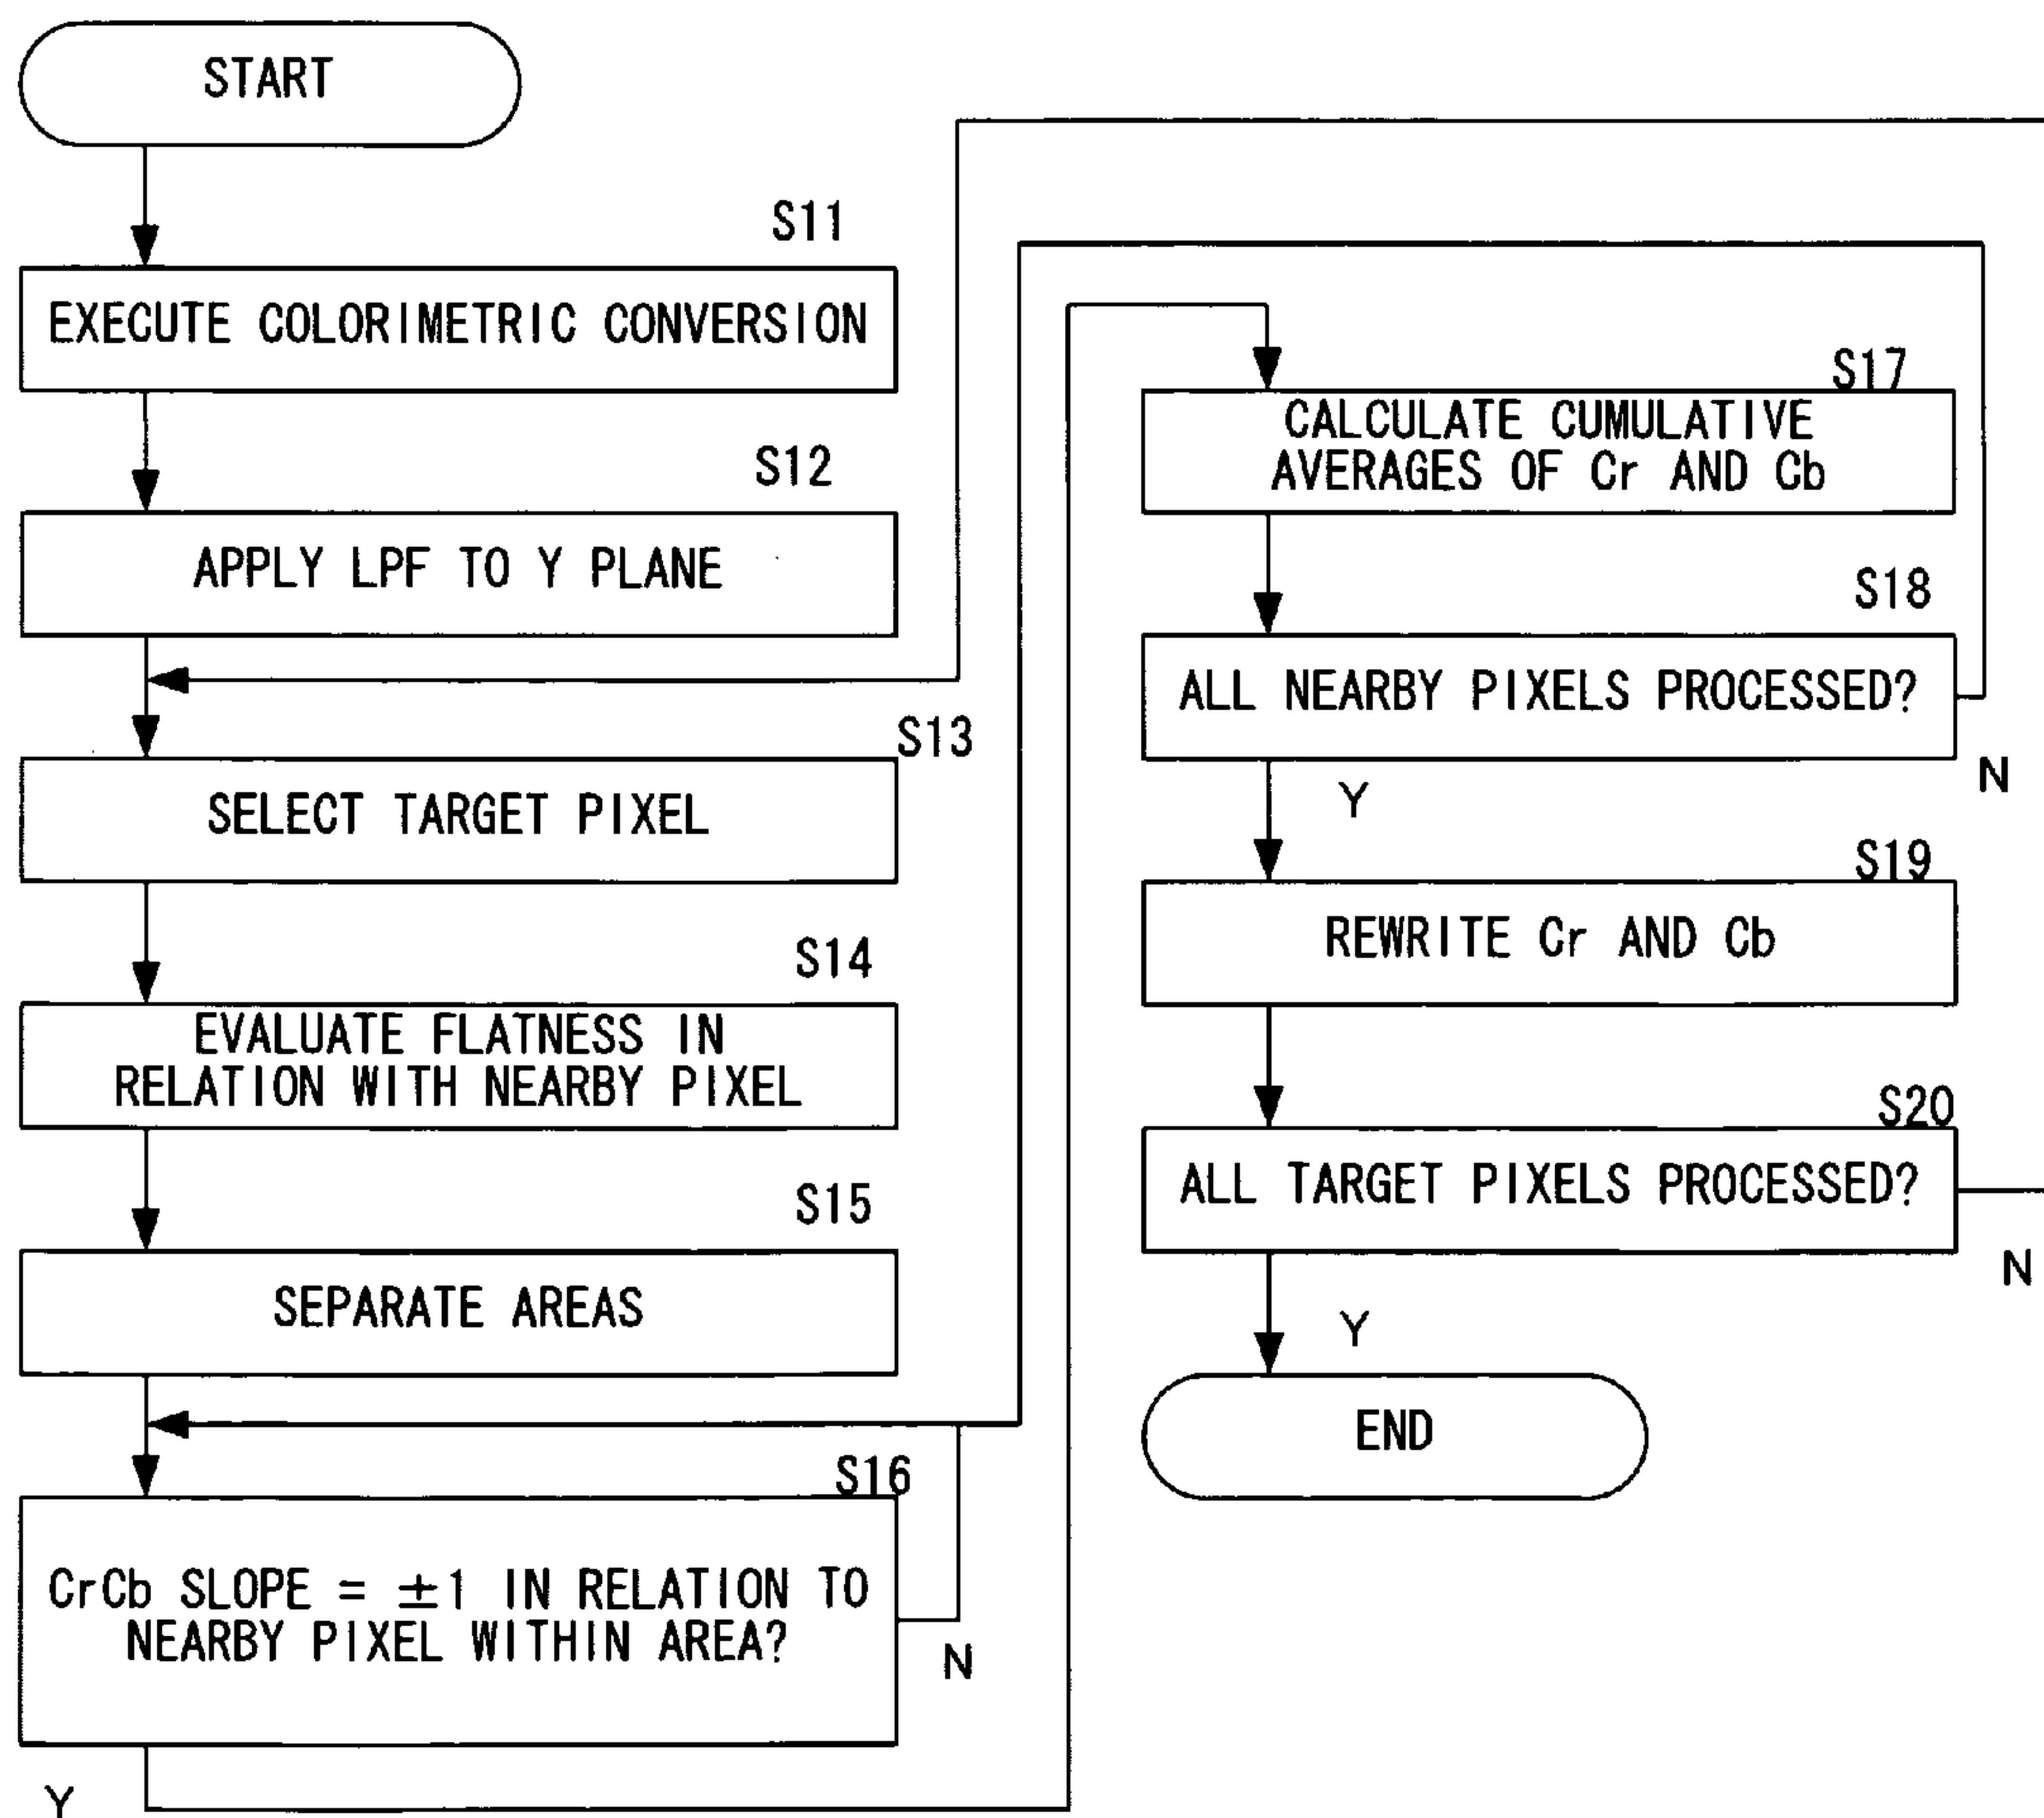 START
S11
EXECUTE COLORIMETRIC CONVERSION
S12
APPLY LPF TO Y PLANE
S13
SELECT TARGET PIXEL
S14
EVALUATE FLATNESS IN
RELATION WITH NEARBY PIXEL
S15
SEPARATE AREAS
S16
CrCb SLOPE = ±1 IN RELATION TO
NEARBY PIXEL WITHIN AREA?
N
Y
S17
CALCULATE CUMULATIVE
AVERAGES OF Cr AND Cb
S18
ALL NEARBY PIXELS PROCESSED?
N
Y
S19
REWRITE Cr AND Cb
S20
ALL TARGET PIXELS PROCESSED?
N
Y
END